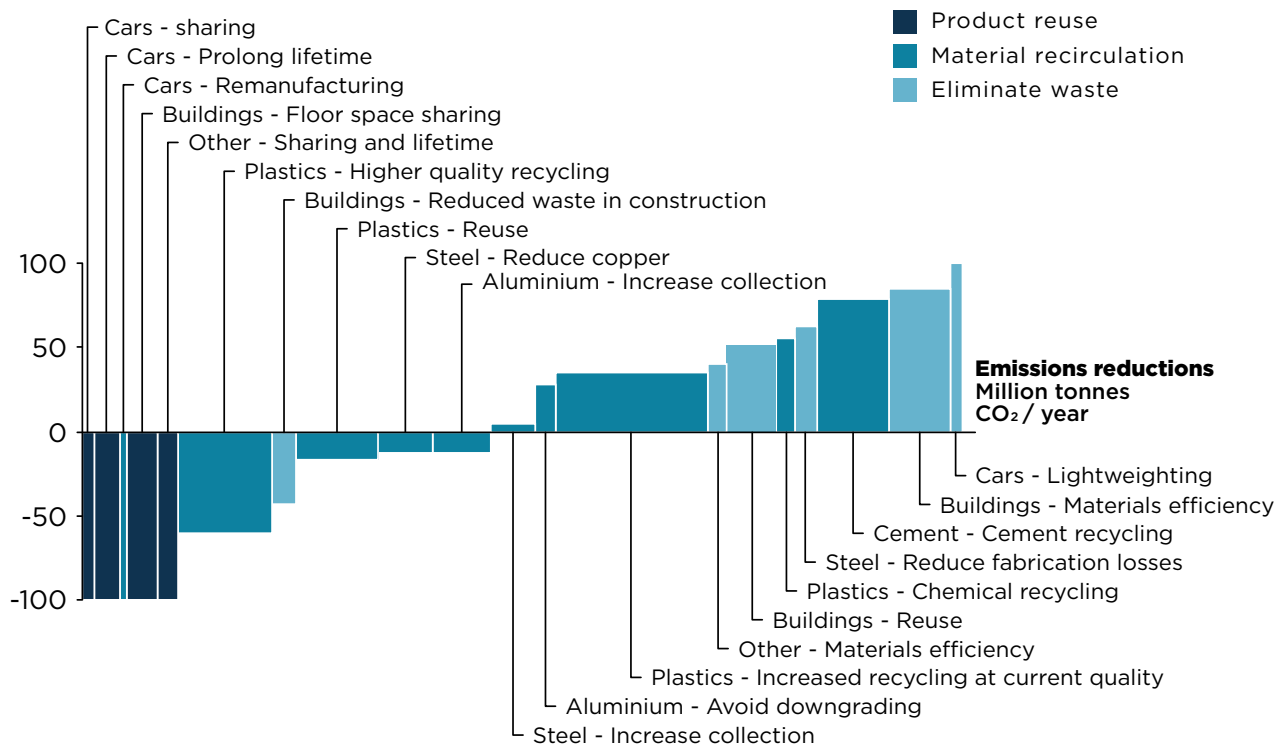 Product reuse
Material recirculation
Eliminate waste
Cars - sharing
Cars - Prolong lifetime
Cars - Remanufacturing
Buildings - Floor space sharing
Other - Sharing and lifetime
Plastics - Higher quality recycling
Buildings - Reduced waste in construction
Plastics - Reuse
Steel - Reduce copper
Aluminium - Increase collection
100
50
0
-50
-100
Emissions reductions
Million tonnes
CO₂ / year
Cars - Lightweighting
Buildings - Materials efficiency
Cement - Cement recycling
Steel - Reduce fabrication losses
Plastics - Chemical recycling
Buildings - Reuse
Other - Materials efficiency
Plastics - Increased recycling at current quality
Aluminium - Avoid downgrading
Steel - Increase collection